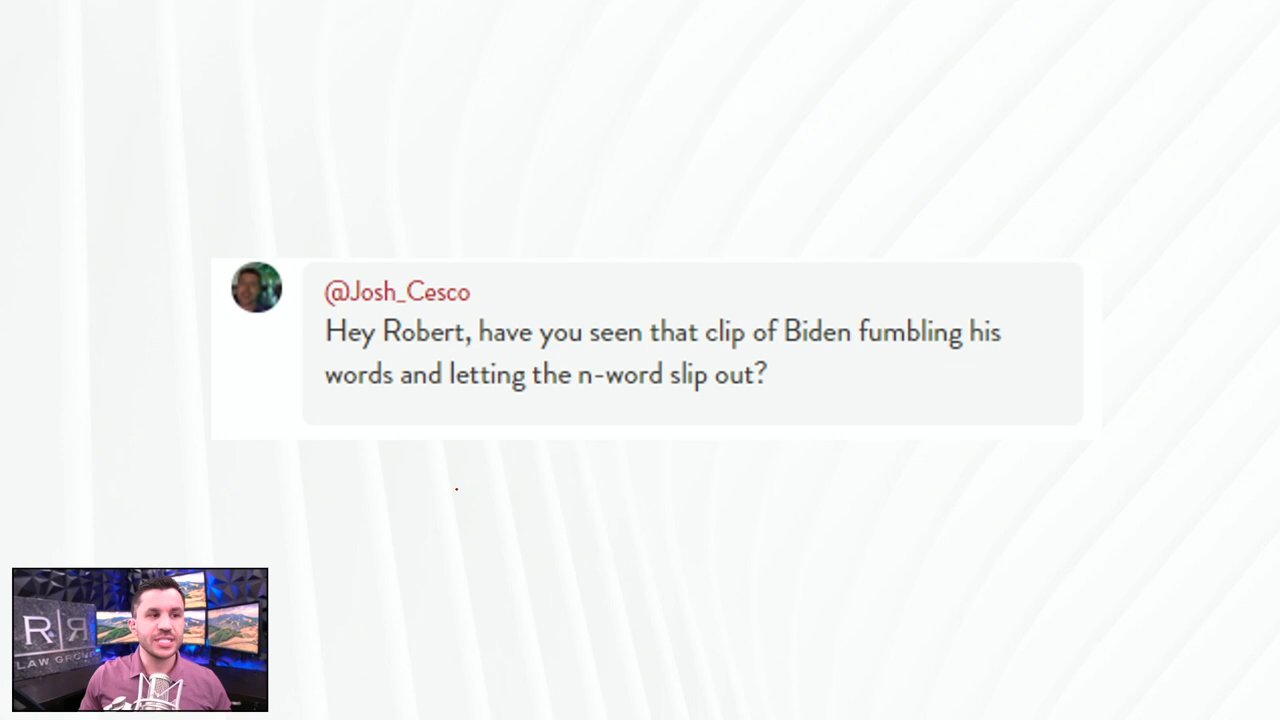 @Josh_Cesco
Hey Robert, have you seen that clip of Biden fumbling his
words and letting the n-word slip out?
R|Я
LAW GROUP